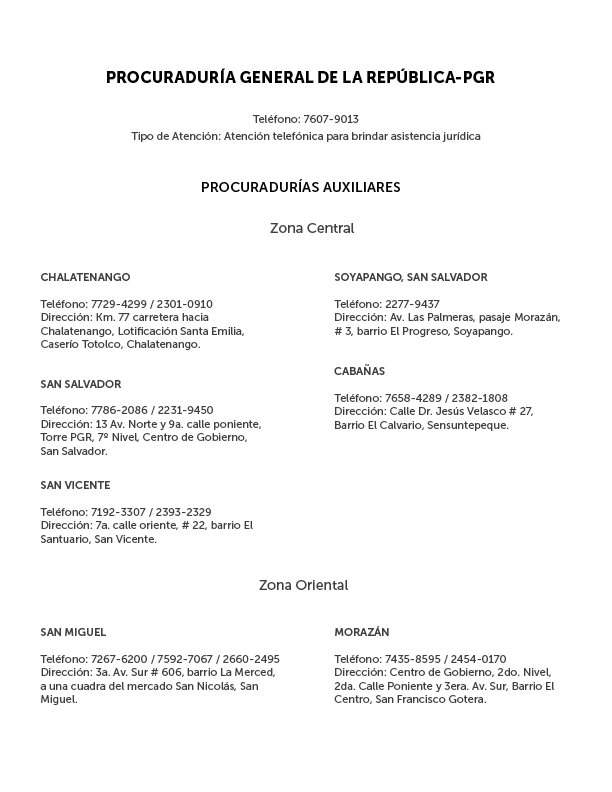 PROCURADURÍA GENERAL DE LA REPÚBLICA-PGR
Teléfono: 7607-9013
Tipo de Atención: Atención telefónica para brindar asistencia jurídica
PROCURADURÍAS AUXILIARES
Zona Central
CHALATENANGO
Teléfono: 7729-4299 / 2301-0910
Dirección: Km. 77 carretera hacia
Chalatenango, Lotificación Santa Emilia,
Caserío Totolco, Chalatenango.
SAN SALVADOR
Teléfono: 7786-2086 / 2231-9450
Dirección: 13 Av. Norte y 9a. calle poniente,
Torre PGR, 7º Nivel, Centro de Gobierno,
San Salvador.
SAN VICENTE
Teléfono: 7192-3307 / 2393-2329
Dirección: 7a. calle oriente, # 22, barrio El
Santuario, San Vicente.
SOYAPANGO, SAN SALVADOR
Teléfono: 2277-9437
Dirección: Av. Las Palmeras, pasaje Morazán,
# 3, barrio El Progreso, Soyapango.
CABAÑAS
Teléfono: 7658-4289 / 2382-1808
Dirección: Calle Dr. Jesús Velasco # 27,
Barrio El Calvario, Sensuntepeque.
Zona Oriental
SAN MIGUEL
Teléfono: 7267-6200 / 7592-7067 / 2660-2495
Dirección: 3a. Av. Sur # 606, barrio La Merced,
a una cuadra del mercado San Nicolás, San
Miguel.
MORAZÁN
Teléfono: 7435-8595 / 2454-0170
Dirección: Centro de Gobierno, 2do. Nivel,
2da. Calle Poniente y 3era. Av. Sur, Barrio El
Centro, San Francisco Gotera.